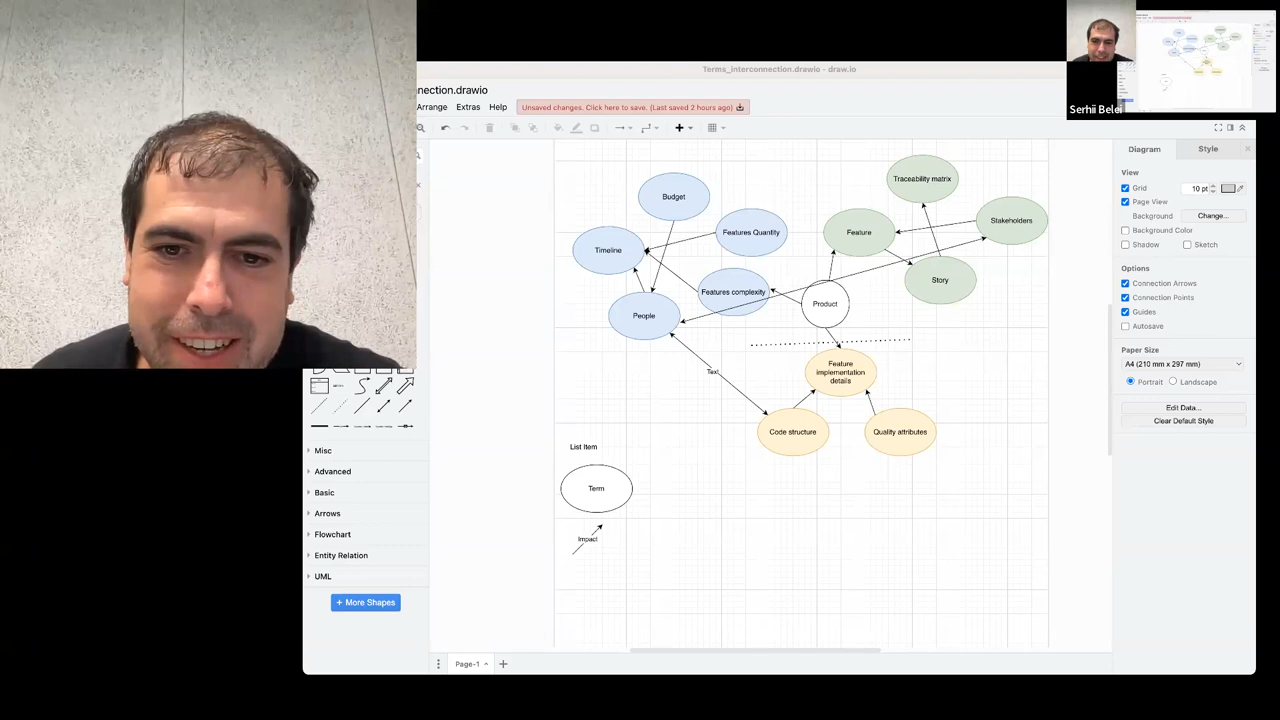 Terms_interconnection.drawio - draw.io
nnection.drawio
Arrange Extras Help Unsaved changes. Click here to save. (Last saved 2 hours ago)
Serhii Belei
Diagram Style
View
Grid 10 pt
Page View
Background Change...
Background Color
Shadow Sketch
Options
Connection Arrows
Connection Points
Guides
Autosave
Paper Size
A4 (210 mm x 297 mm)
Portrait Landscape
Edit Data...
Clear Default Style
Budget
Timeline
Features Quantity
Features complexity
People
Traceability matrix
Feature
Stakeholders
Story
Product
Feature
implementation
details
Text
Code structure
Quality attributes
List Item
Term
Impact
Misc
Advanced
Basic
Arrows
Flowchart
Entity Relation
UML
+ More Shapes
Page-1